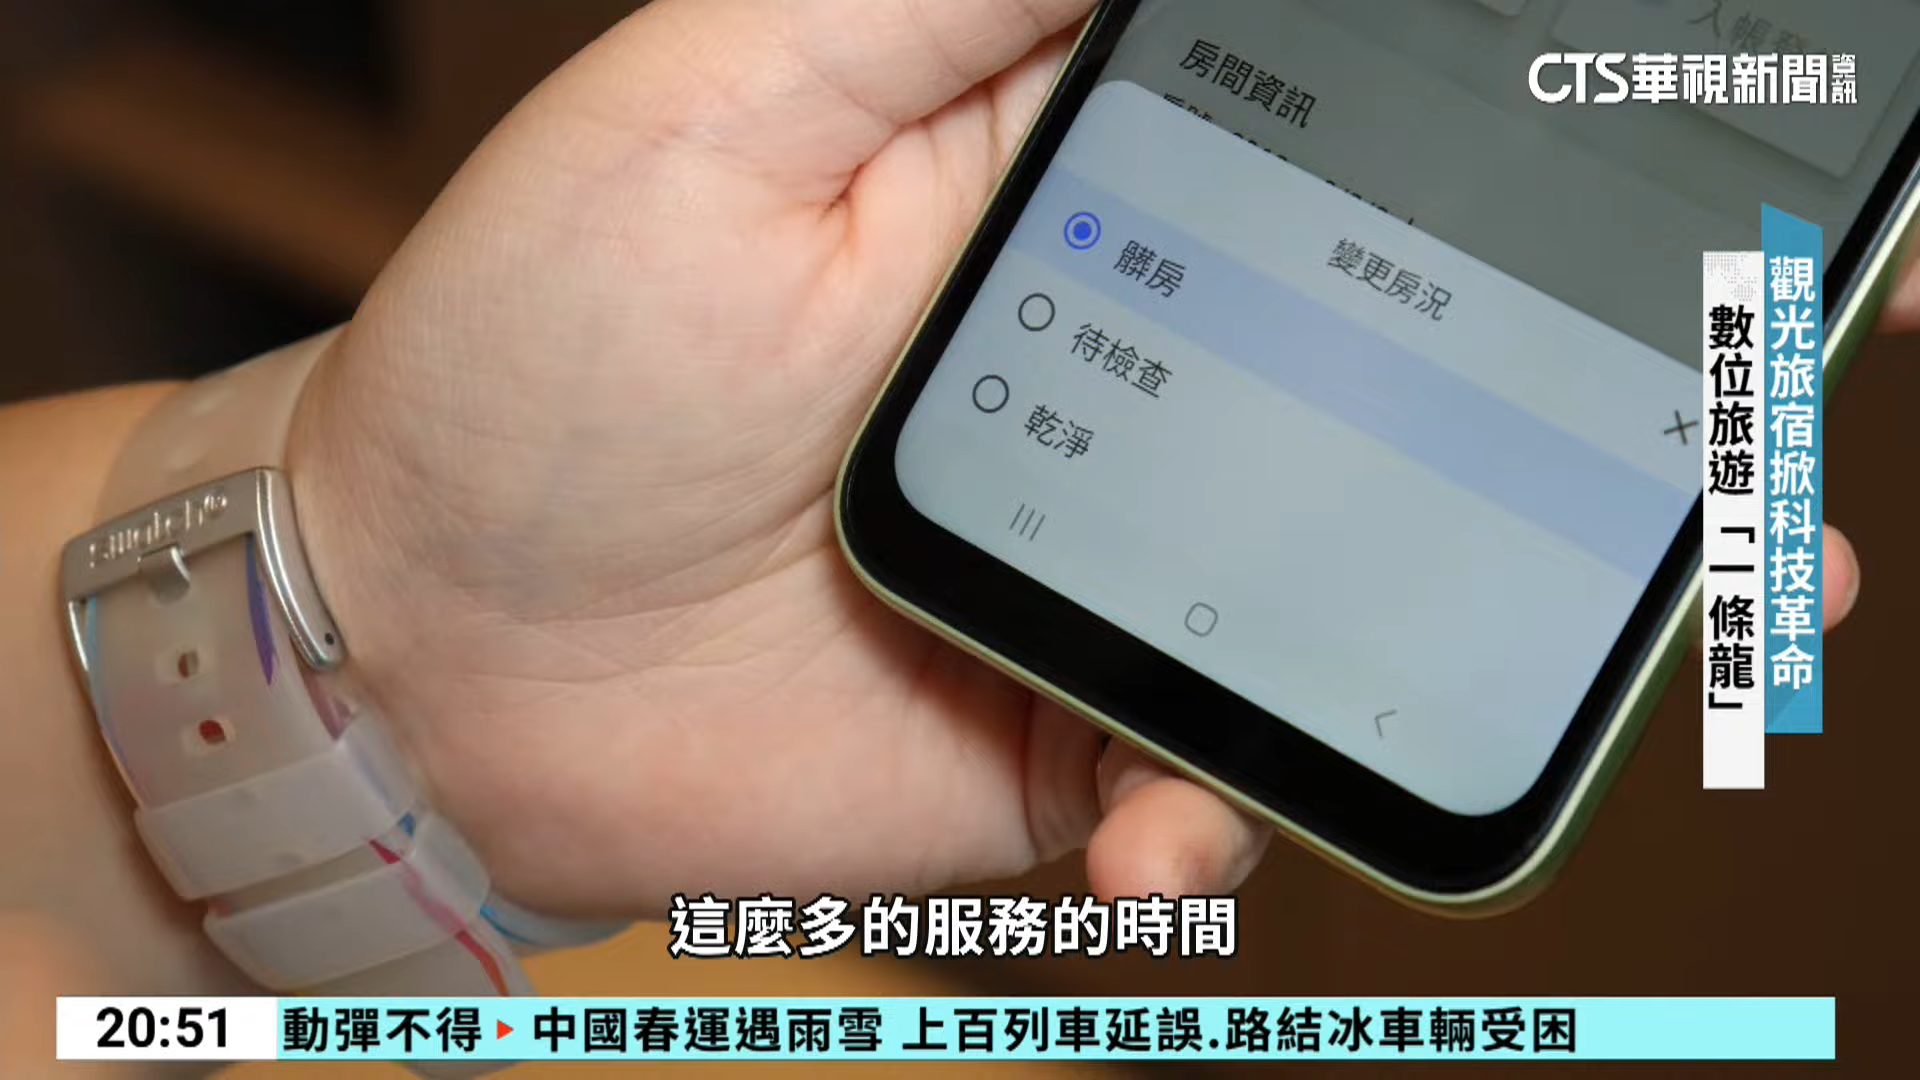 CTS華視新聞資訊
房間資訊
變更房況
髒房
待檢查
乾淨
swatch
觀光旅宿掀科技革命
數位旅遊「一條龍」
這麼多的服務的時間
20:51
動彈不得▶中國春運遇雨雪 上百列車延誤.路結冰車輛受困